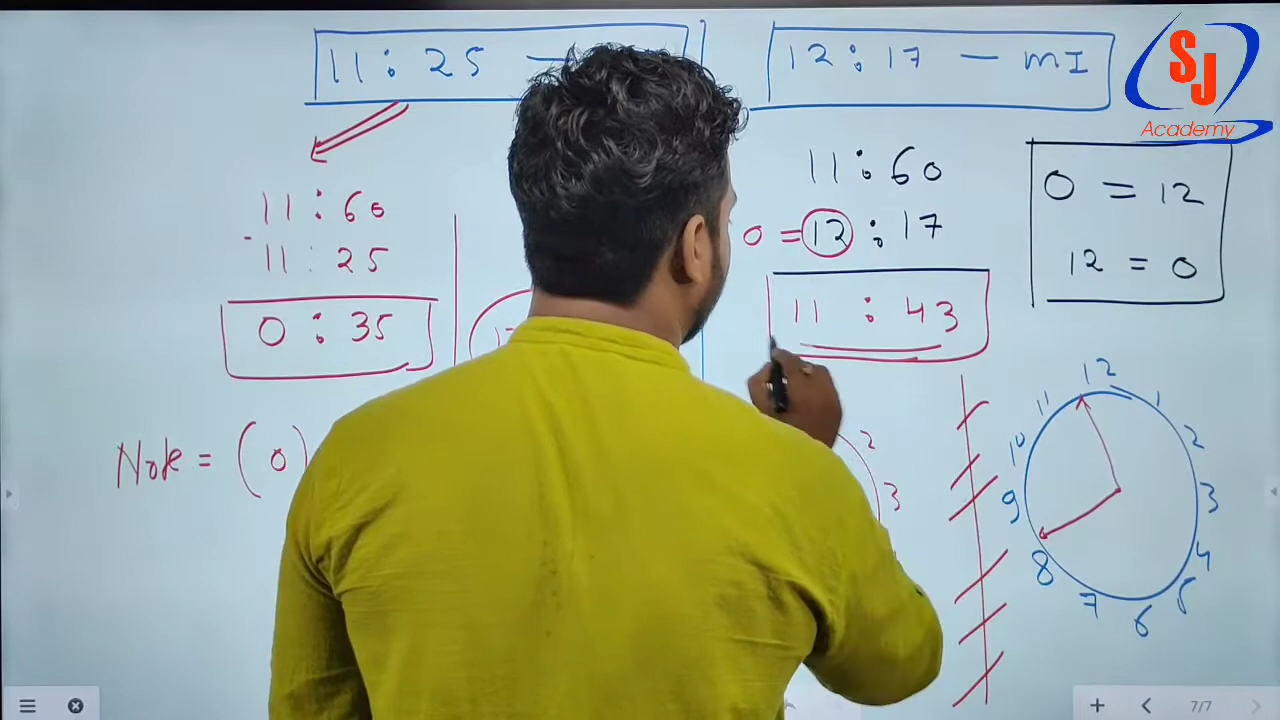 11 : 25 —
12 : 17 — MI
SJ
Academy
11 : 60
- 11 : 25
0 : 35
11 : 60
0 = 12 : 17
11 : 43
0 = 12
12 = 0
Note = ( 0
2
3
12
1
2
3
4
5
6
7
8
9
10
11
7/7